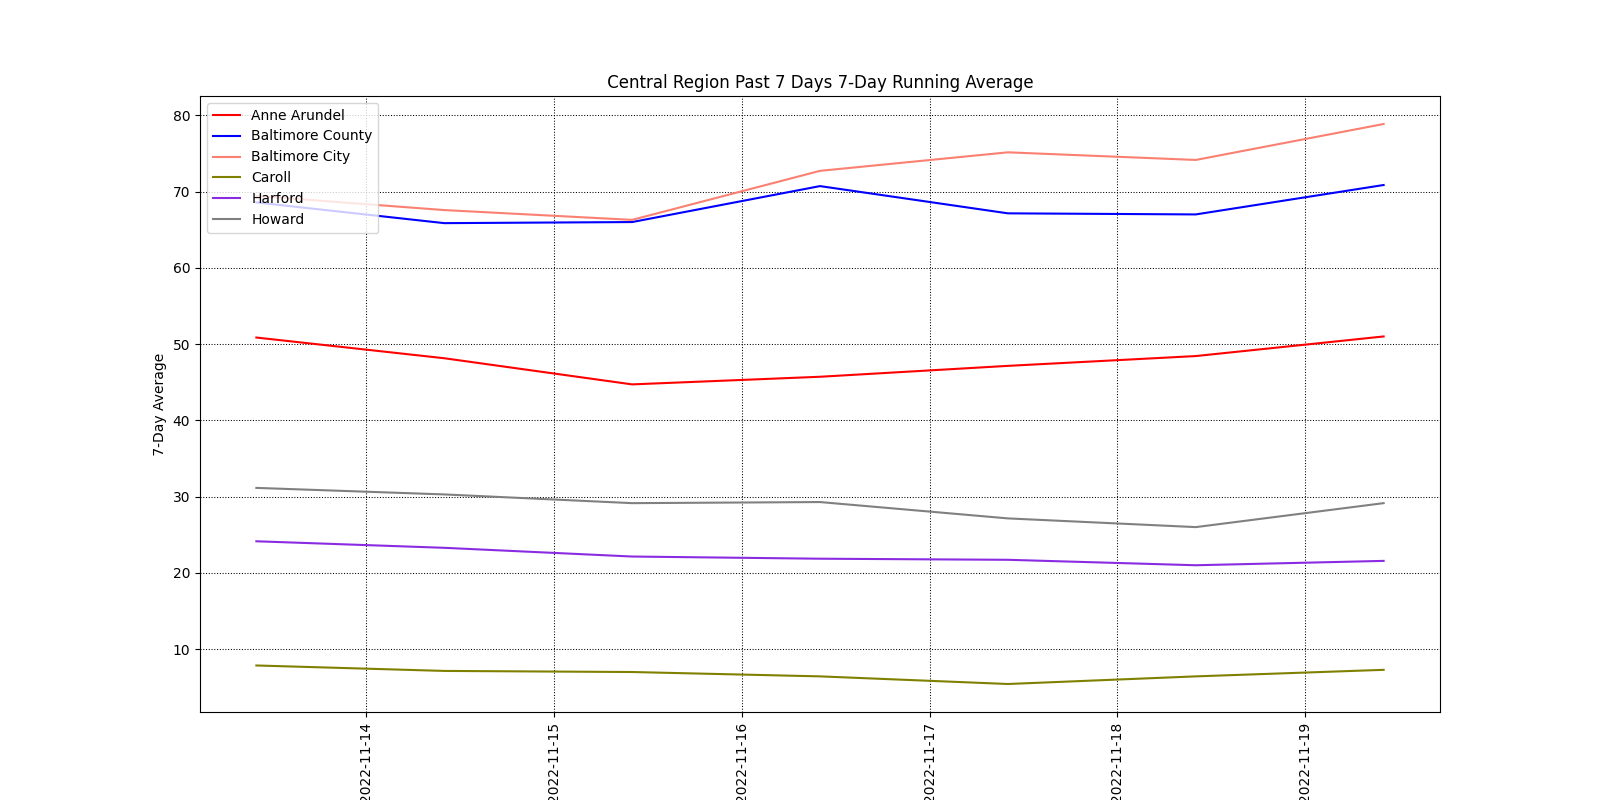 Central Region Past 7 Days 7-Day Running Average
Anne Arundel
Baltimore County
Baltimore City
Caroll
Harford
Howard
80
70
60
50
40
30
20
10
7-Day Average
2022-11-14
2022-11-15
2022-11-16
2022-11-17
2022-11-18
2022-11-19